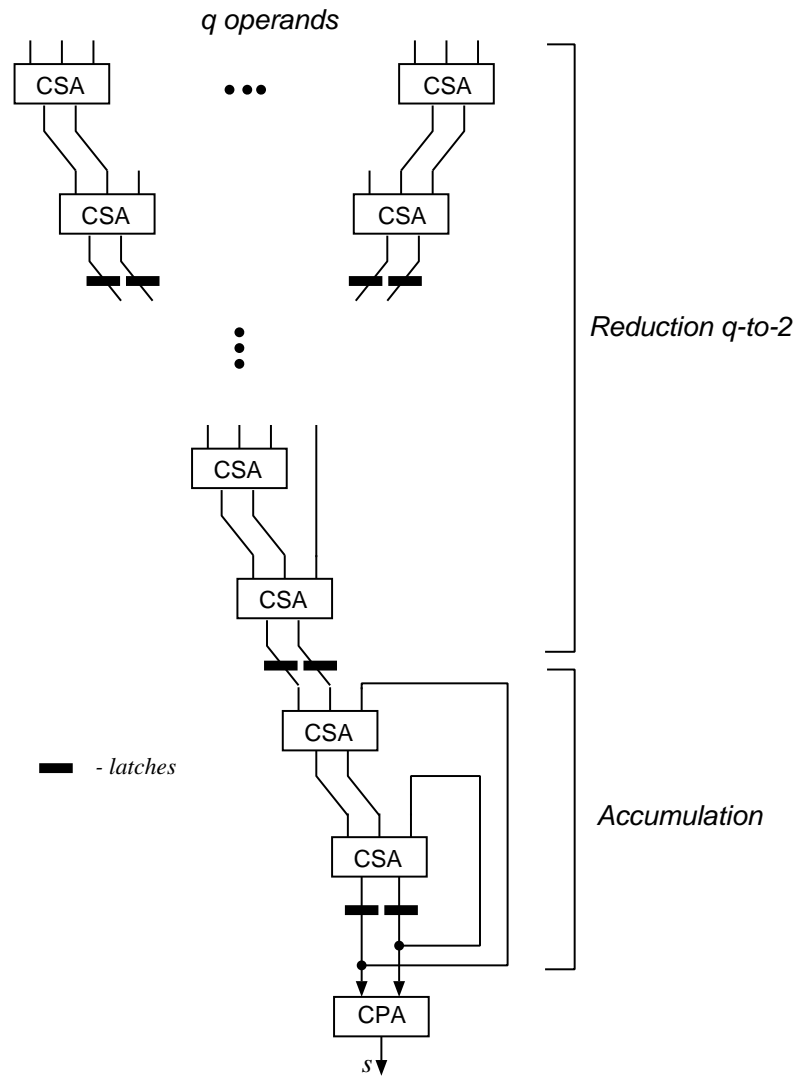 q operands
CSA
CSA
CSA
CSA
Reduction q-to-2
CSA
CSA
CSA
- latches
Accumulation
CSA
CPA
s